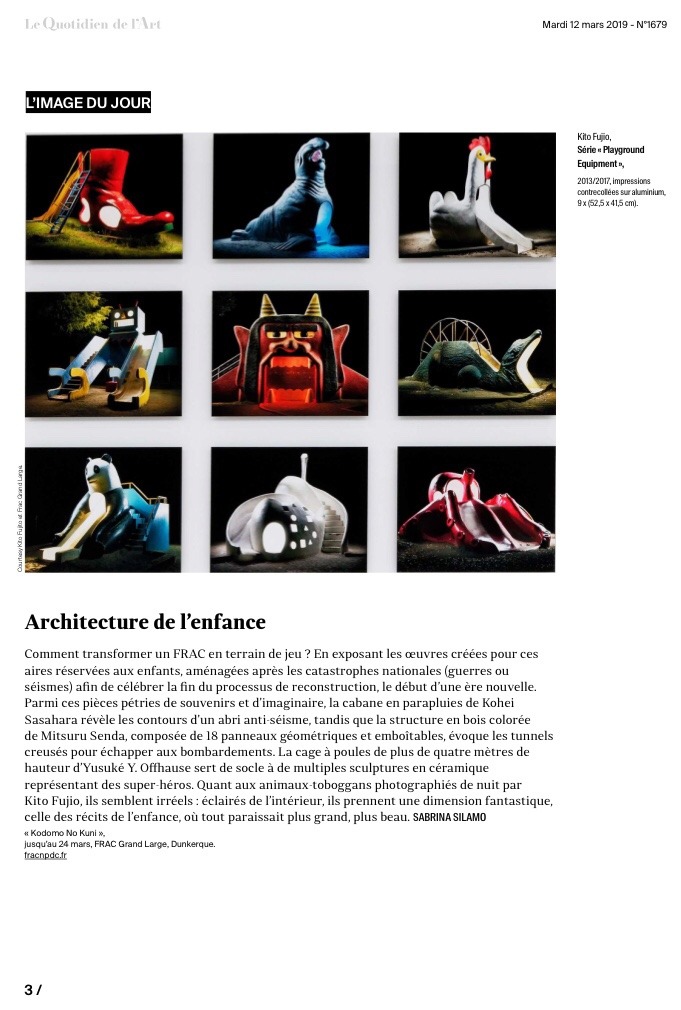 Le Quotidien de l'Art
Mardi 12 mars 2019 - N°1679
L'IMAGE DU JOUR
Kito Fujio,
Série « Playground
Equipment »,
2013/2017, impressions
contrecollées sur aluminium,
9 x (52,5 x 41,5 cm).
Courtesy Kito Fujito et Frac Grand Large.
Architecture de l'enfance
Comment transformer un FRAC en terrain de jeu ? En exposant les œuvres créées pour ces
aires réservées aux enfants, aménagées après les catastrophes nationales (guerres ou
séismes) afin de célébrer la fin du processus de reconstruction, le début d'une ère nouvelle.
Parmi ces pièces pétries de souvenirs et d'imaginaire, la cabane en parapluies de Kohei
Sasahara révèle les contours d'un abri anti-séisme, tandis que la structure en bois colorée
de Mitsuru Senda, composée de 18 panneaux géométriques et emboîtables, évoque les tunnels
creusés pour échapper aux bombardements. La cage à poules de plus de quatre mètres de
hauteur d'Yusuké Y. Offhause sert de socle à de multiples sculptures en céramique
représentant des super-héros. Quant aux animaux-toboggans photographiés de nuit par
Kito Fujio, ils semblent irréels : éclairés de l'intérieur, ils prennent une dimension fantastique,
celle des récits de l'enfance, où tout paraissait plus grand, plus beau. SABRINA SILAMO
« Kodomo No Kuni »,
jusqu'au 24 mars, FRAC Grand Large, Dunkerque.
fracnpdc.fr
3 /